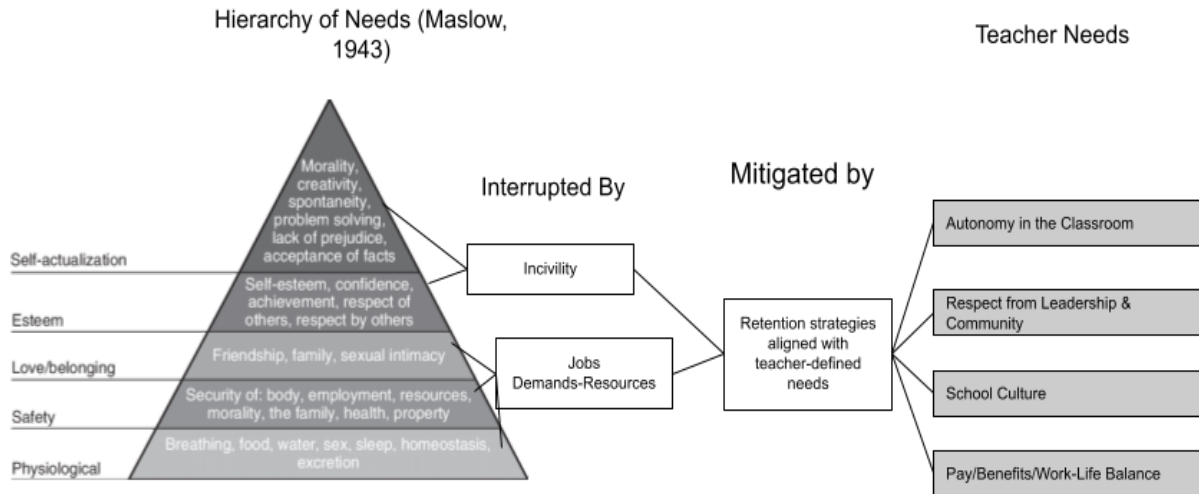 Hierarchy of Needs (Maslow,
1943)
Teacher Needs
Interrupted By
Mitigated by
Morality,
creativity,
spontaneity,
problem solving,
lack of prejudice,
acceptance of facts
Self-actualization
Self-esteem, confidence,
achievement, respect of
others, respect by others
Esteem
Friendship, family, sexual intimacy
Love/belonging
Security of: body, employment, resources,
morality, the family, health, property
Safety
Breathing, food, water, sex, sleep, homeostasis,
excretion
Physiological
Incivility
Jobs
Demands-Resources
Retention strategies
aligned with
teacher-defined
needs
Autonomy in the Classroom
Respect from Leadership &
Community
School Culture
Pay/Benefits/Work-Life Balance